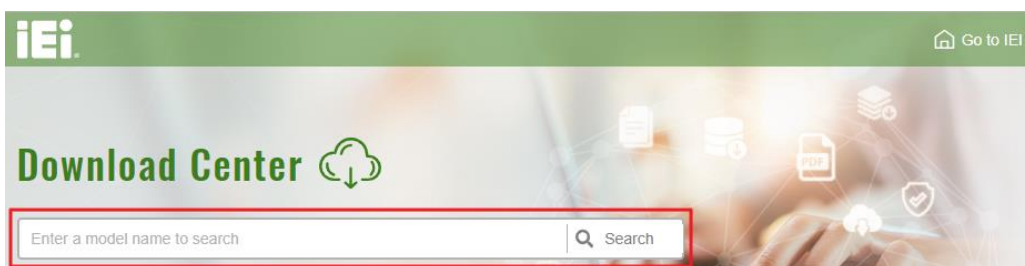 iEi
Go to IEI
PDF
Download Center
Enter a model name to search
Search